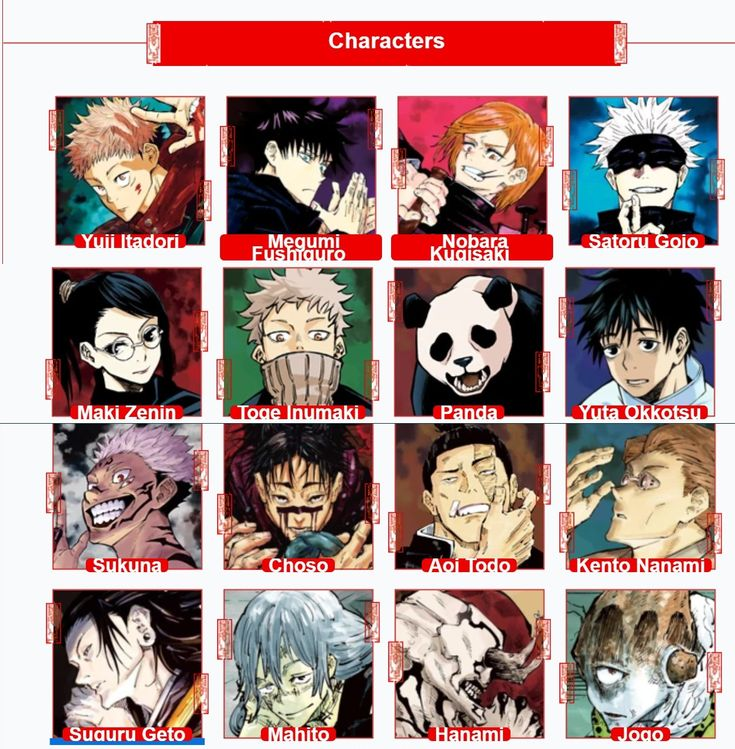 Characters
Yuji Itadori
Megumi
Fushiguro
Nobara
Kugisaki
Satoru Gojo
Maki Zenin
Toge Inumaki
Panda
Yuta Okkotsu
Sukuna
Choso
Aoi Todo
Kento Nanami
Suguru Geto
Mahito
Hanami
Jogo